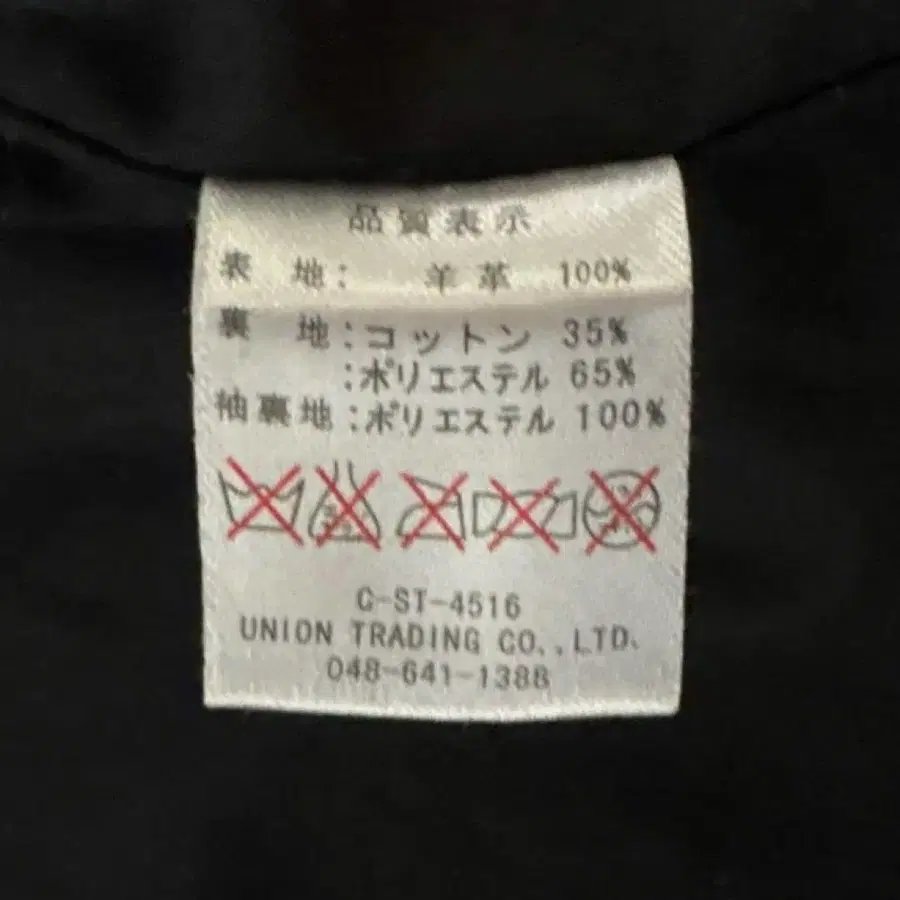 品質表示
表 地: 羊革 100%
裏 地:コットン 35%
:ポリエステル 65%
袖裏地:ポリエステル 100%
C-ST-4516
UNION TRADING CO.,LTD.
048-641-1388